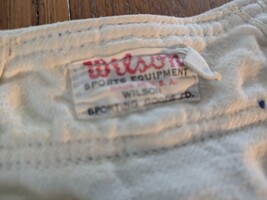 Wilson
SPORTS EQUIPMENT
U.S.A.
WILSON
SPORTING GOODS CO.